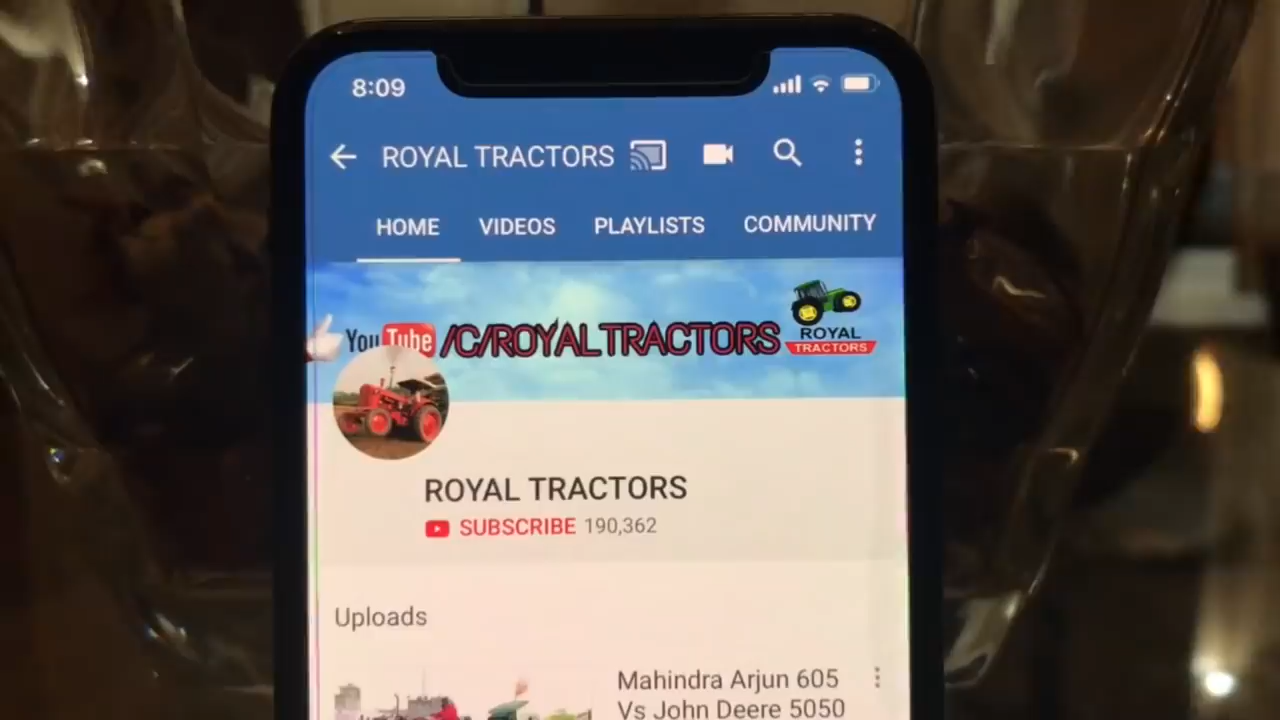 8:09
ROYAL TRACTORS
HOME VIDEOS PLAYLISTS COMMUNITY
YouTube /C/ROYALTRACTORS
ROYAL
TRACTORS
ROYAL TRACTORS
SUBSCRIBE 190,362
Uploads
Mahindra Arjun 605
Vs John Deere 5050